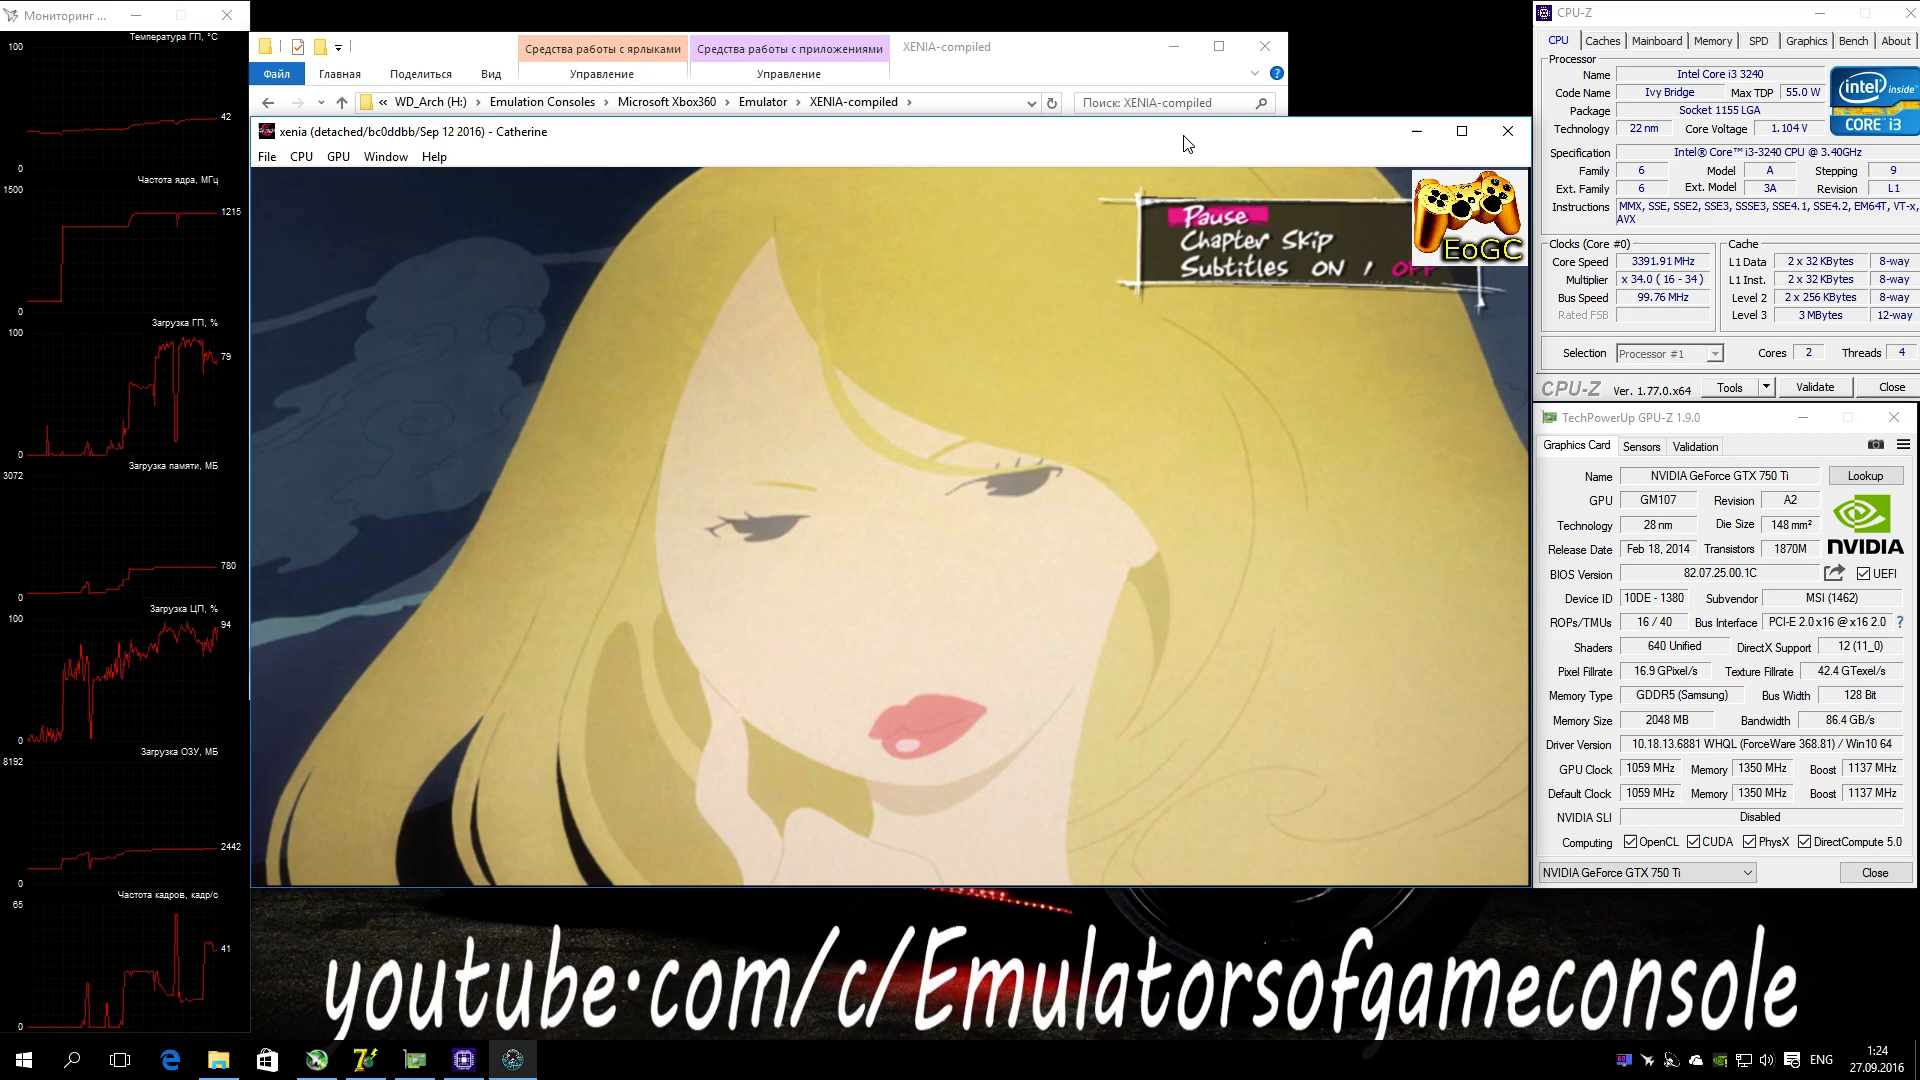 Мониторинг ...
Температура ГП, °C
100
42
0
Частота ядра, МГц
1500
1215
0
Загрузка ГП, %
100
79
0
Загрузка памяти, МБ
3072
780
0
Загрузка ЦП, %
100
94
0
Загрузка ОЗУ, МБ
8192
2442
0
Частота кадров, кадр/с
65
41
0
Средства работы с ярлыками
Средства работы с приложениями
XENIA-compiled
Файл
Главная
Поделиться
Вид
Управление
Управление
« WD_Arch (H:) › Emulation Consoles › Microsoft Xbox360 › Emulator › XENIA-compiled ›
Поиск: XENIA-compiled
xenia (detached/bc0ddbb/Sep 12 2016) - Catherine
File CPU GPU Window Help
Pause
Chapter Skip
Subtitles ON / OFF
EoGC
CPU-Z
CPU Caches Mainboard Memory SPD Graphics Bench About
Processor
Name Intel Core i3 3240
Code Name Ivy Bridge Max TDP 55.0 W
Package Socket 1155 LGA
Technology 22 nm Core Voltage 1.104 V
intel inside™
CORE i3
Specification Intel® Core™ i3-3240 CPU @ 3.40GHz
Family 6 Model A Stepping 9
Ext. Family 6 Ext. Model 3A Revision L1
Instructions MMX, SSE, SSE2, SSE3, SSSE3, SSE4.1, SSE4.2, EM64T, VT-x,
AVX
Clocks (Core #0)
Core Speed 3391.91 MHz
Multiplier x 34.0 ( 16 - 34 )
Bus Speed 99.76 MHz
Rated FSB
Cache
L1 Data 2 x 32 KBytes 8-way
L1 Inst. 2 x 32 KBytes 8-way
Level 2 2 x 256 KBytes 8-way
Level 3 3 MBytes 12-way
Selection Processor #1 Cores 2 Threads 4
CPU-Z Ver. 1.77.0.x64 Tools Validate Close
TechPowerUp GPU-Z 1.9.0
Graphics Card Sensors Validation
Name NVIDIA GeForce GTX 750 Ti Lookup
GPU GM107 Revision A2
Technology 28 nm Die Size 148 mm²
Release Date Feb 18, 2014 Transistors 1870M
NVIDIA
BIOS Version 82.07.25.00.1C UEFI
Device ID 10DE - 1380 Subvendor MSI (1462)
ROPs/TMUs 16 / 40 Bus Interface PCI-E 2.0 x16 @ x16 2.0 ?
Shaders 640 Unified DirectX Support 12 (11_0)
Pixel Fillrate 16.9 GPixel/s Texture Fillrate 42.4 GTexel/s
Memory Type GDDR5 (Samsung) Bus Width 128 Bit
Memory Size 2048 MB Bandwidth 86.4 GB/s
Driver Version 10.18.13.6881 WHQL (ForceWare 368.81) / Win10 64
GPU Clock 1059 MHz Memory 1350 MHz Boost 1137 MHz
Default Clock 1059 MHz Memory 1350 MHz Boost 1137 MHz
NVIDIA SLI Disabled
Computing OpenCL CUDA PhysX DirectCompute 5.0
NVIDIA GeForce GTX 750 Ti Close
youtube.com/c/Emulatorsofgameconsole
ENG
1:24
27.09.2016